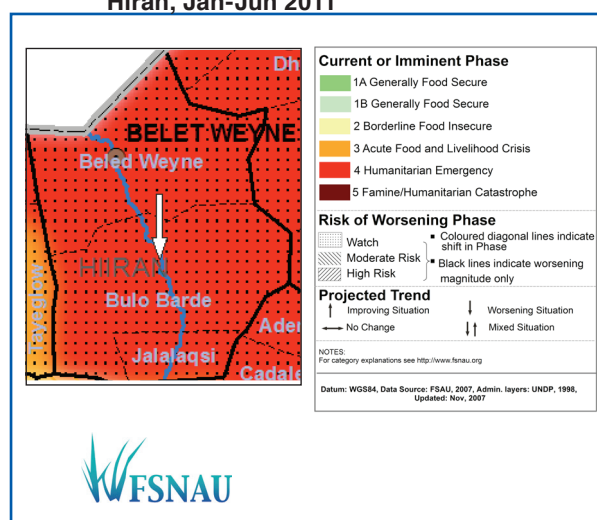 Hiran, Jan-Jun 2011
Dh
BELET WEYNE
Beled Weyne
HIIRAN
Bulo Barde
Tayeglow
Ader
Jalalaqsi
Cadale
Current or Imminent Phase
1A Generally Food Secure
1B Generally Food Secure
2 Borderline Food Insecure
3 Acute Food and Livelihood Crisis
4 Humanitarian Emergency
5 Famine/Humanitarian Catastrophe
Risk of Worsening Phase
Watch
Moderate Risk
High Risk
■ Coloured diagonal lines indicate
shift in Phase
■ Black lines indicate worsening
magnitude only
Projected Trend
Improving Situation
Worsening Situation
No Change
Mixed Situation
NOTES:
For category explanations see http://www.fsnau.org
Datum: WGS84, Data Source: FSAU, 2007, Admin. layers: UNDP, 1998,
Updated: Nov, 2007
FSNAU